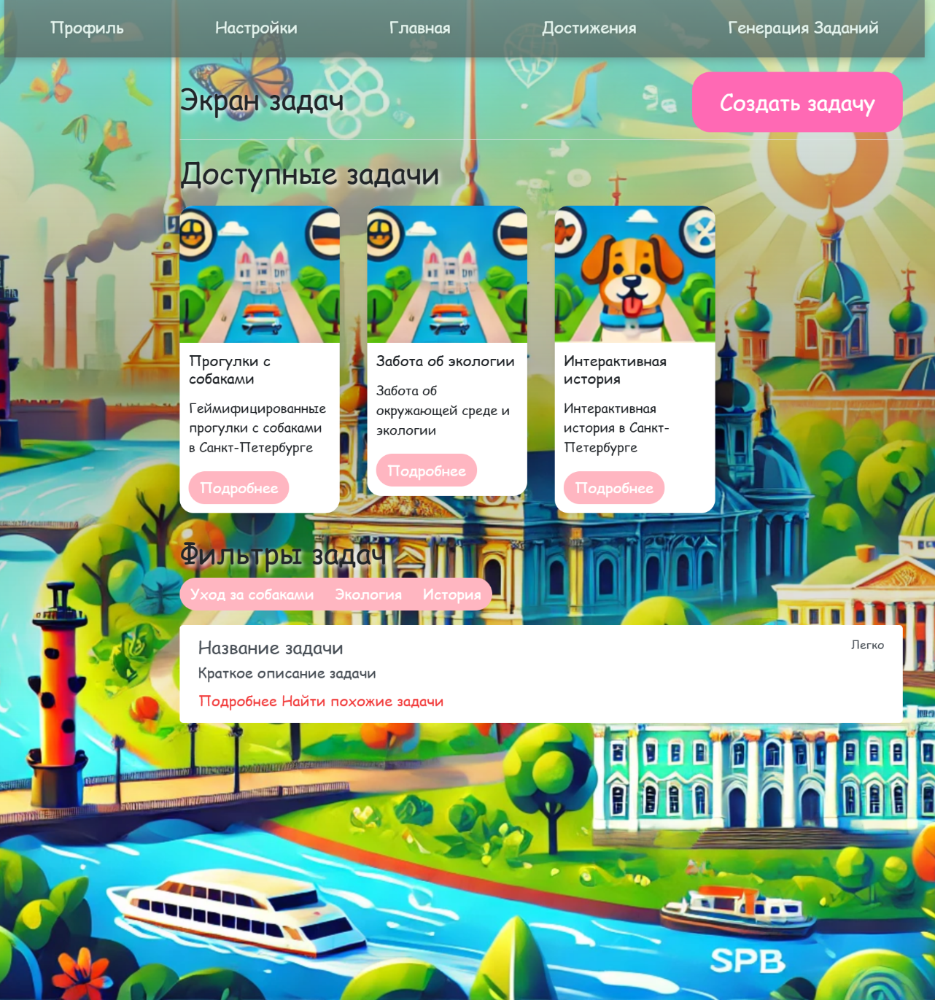 Профиль Настройки Главная Достижения Генерация Заданий
Экран задач
Создать задачу
Доступные задачи
Прогулки с
собаками
Геймифицированные
прогулки с собаками
в Санкт-Петербурге
Подробнее
Забота об экологии
Забота об
окружающей среде и
экологии
Подробнее
Интерактивная
история
Интерактивная
история в Санкт-
Петербурге
Подробнее
Фильтры задач
Уход за собаками Экология История
Название задачи
Легко
Краткое описание задачи
Подробнее Найти похожие задачи
SPB